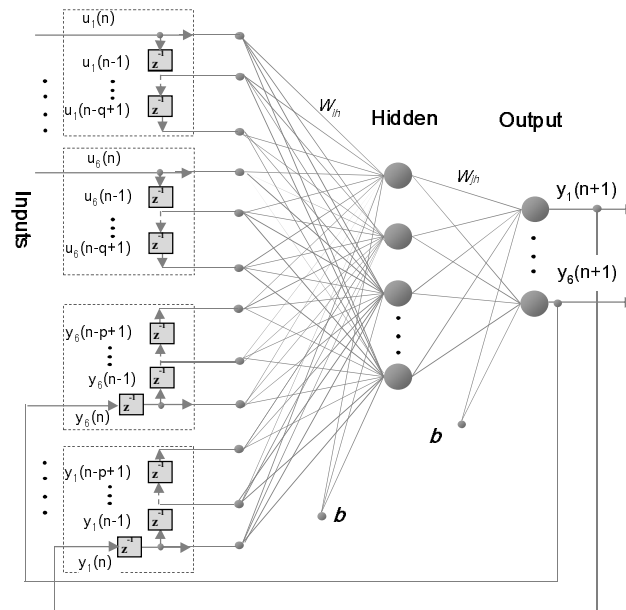 u1(n)
u1(n-1)
z-1
u1(n-q+1)
z-1
u6(n)
u6(n-1)
z-1
u6(n-q+1)
z-1
Inputs
y6(n-p+1)
z-1
y6(n-1)
z-1
y6(n)
z-1
y1(n-p+1)
z-1
y1(n-1)
z-1
y1(n)
z-1
Wih
Hidden
Wjh
Output
y1(n+1)
y6(n+1)
b
b